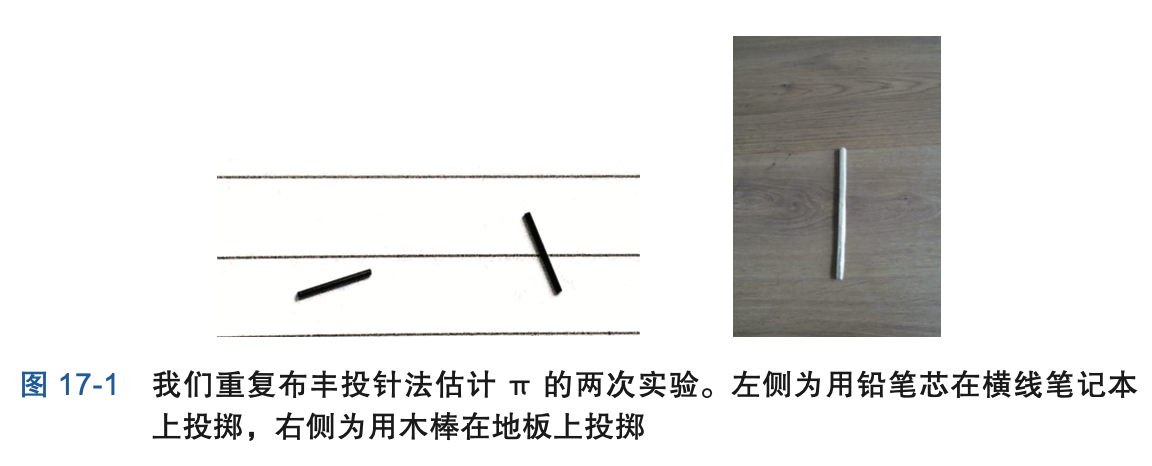 图 17-1 我们重复布丰投针法估计 π 的两次实验。左侧为用铅笔芯在横线笔记本
上投掷，右侧为用木棒在地板上投掷